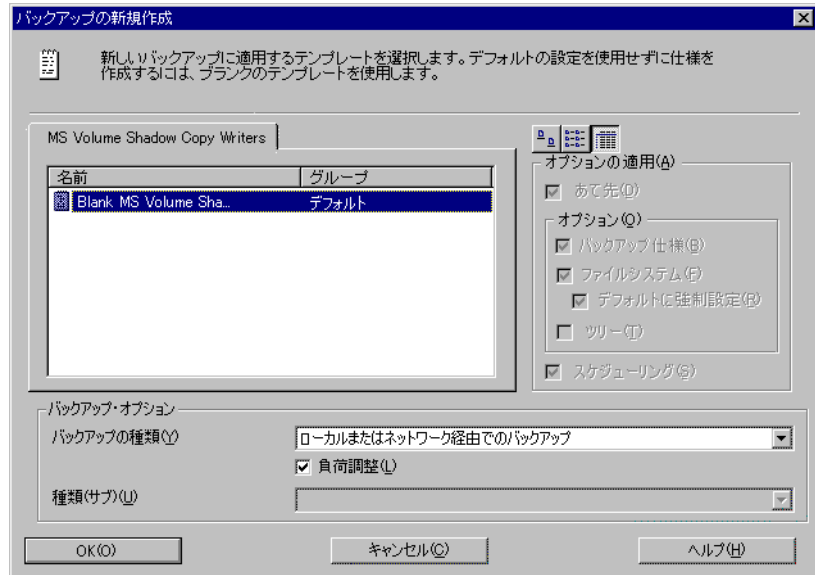 バックアップの新規作成
新しいバックアップに適用するテンプレートを選択します。デフォルトの設定を使用せずに仕様を
作成するには、ブランクのテンプレートを使用します。
MS Volume Shadow Copy Writers
名前 グループ
Blank MS Volume Sha... デフォルト
オプションの適用(A)
あて先(D)
オプション(O)
バックアップ仕様(B)
ファイルシステム(F)
デフォルトに強制設定(R)
ツリー(T)
スケジューリング(S)
バックアップ・オプション
バックアップの種類(Y) ローカルまたはネットワーク経由でのバックアップ
負荷調整(L)
種類(サブ)(U)
OK(O) キャンセル(C) ヘルプ(H)